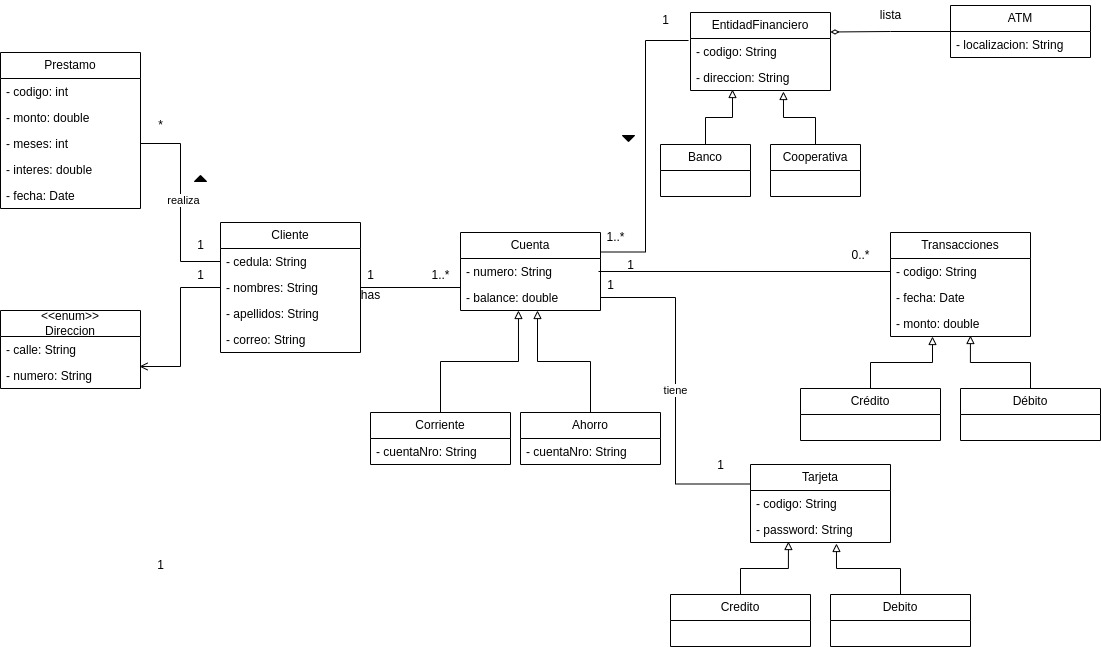 Prestamo
- codigo: int
- monto: double
- meses: int
- interes: double
- fecha: Date
*
realiza
1
Cliente
- cedula: String
- nombres: String
- apellidos: String
- correo: String
1
<<enum>>
Direccion
- calle: String
- numero: String
1
has
1..*
Cuenta
- numero: String
- balance: double
Corriente
- cuentaNro: String
Ahorro
- cuentaNro: String
1..*
1
EntidadFinanciero
- codigo: String
- direccion: String
lista
ATM
- localizacion: String
Banco
Cooperativa
1
0..*
Transacciones
- codigo: String
- fecha: Date
- monto: double
Crédito
Débito
1
tiene
1
Tarjeta
- codigo: String
- password: String
Credito
Debito
1